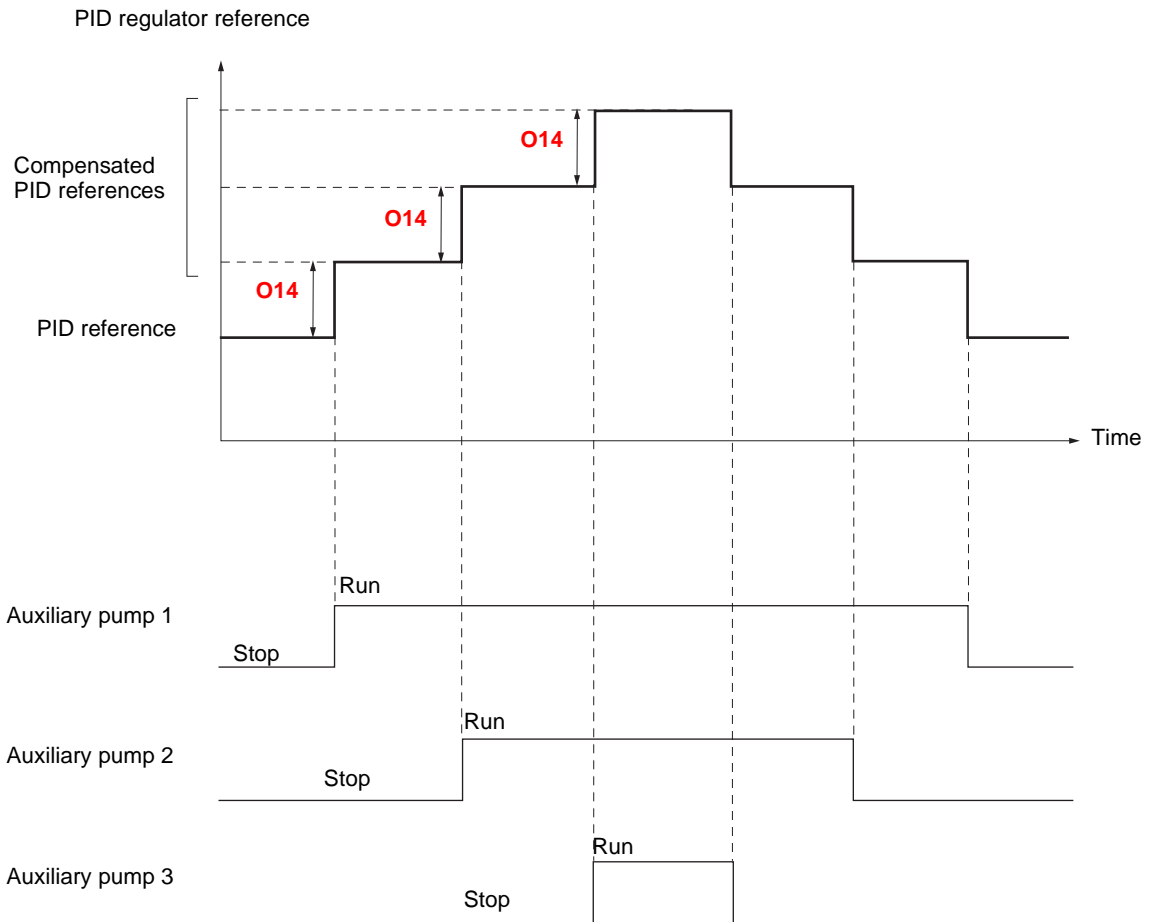 PID regulator reference
O14
Compensated
PID references
O14
O14
PID reference
Time
Run
Auxiliary pump 1
Stop
Run
Auxiliary pump 2
Stop
Run
Auxiliary pump 3
Stop